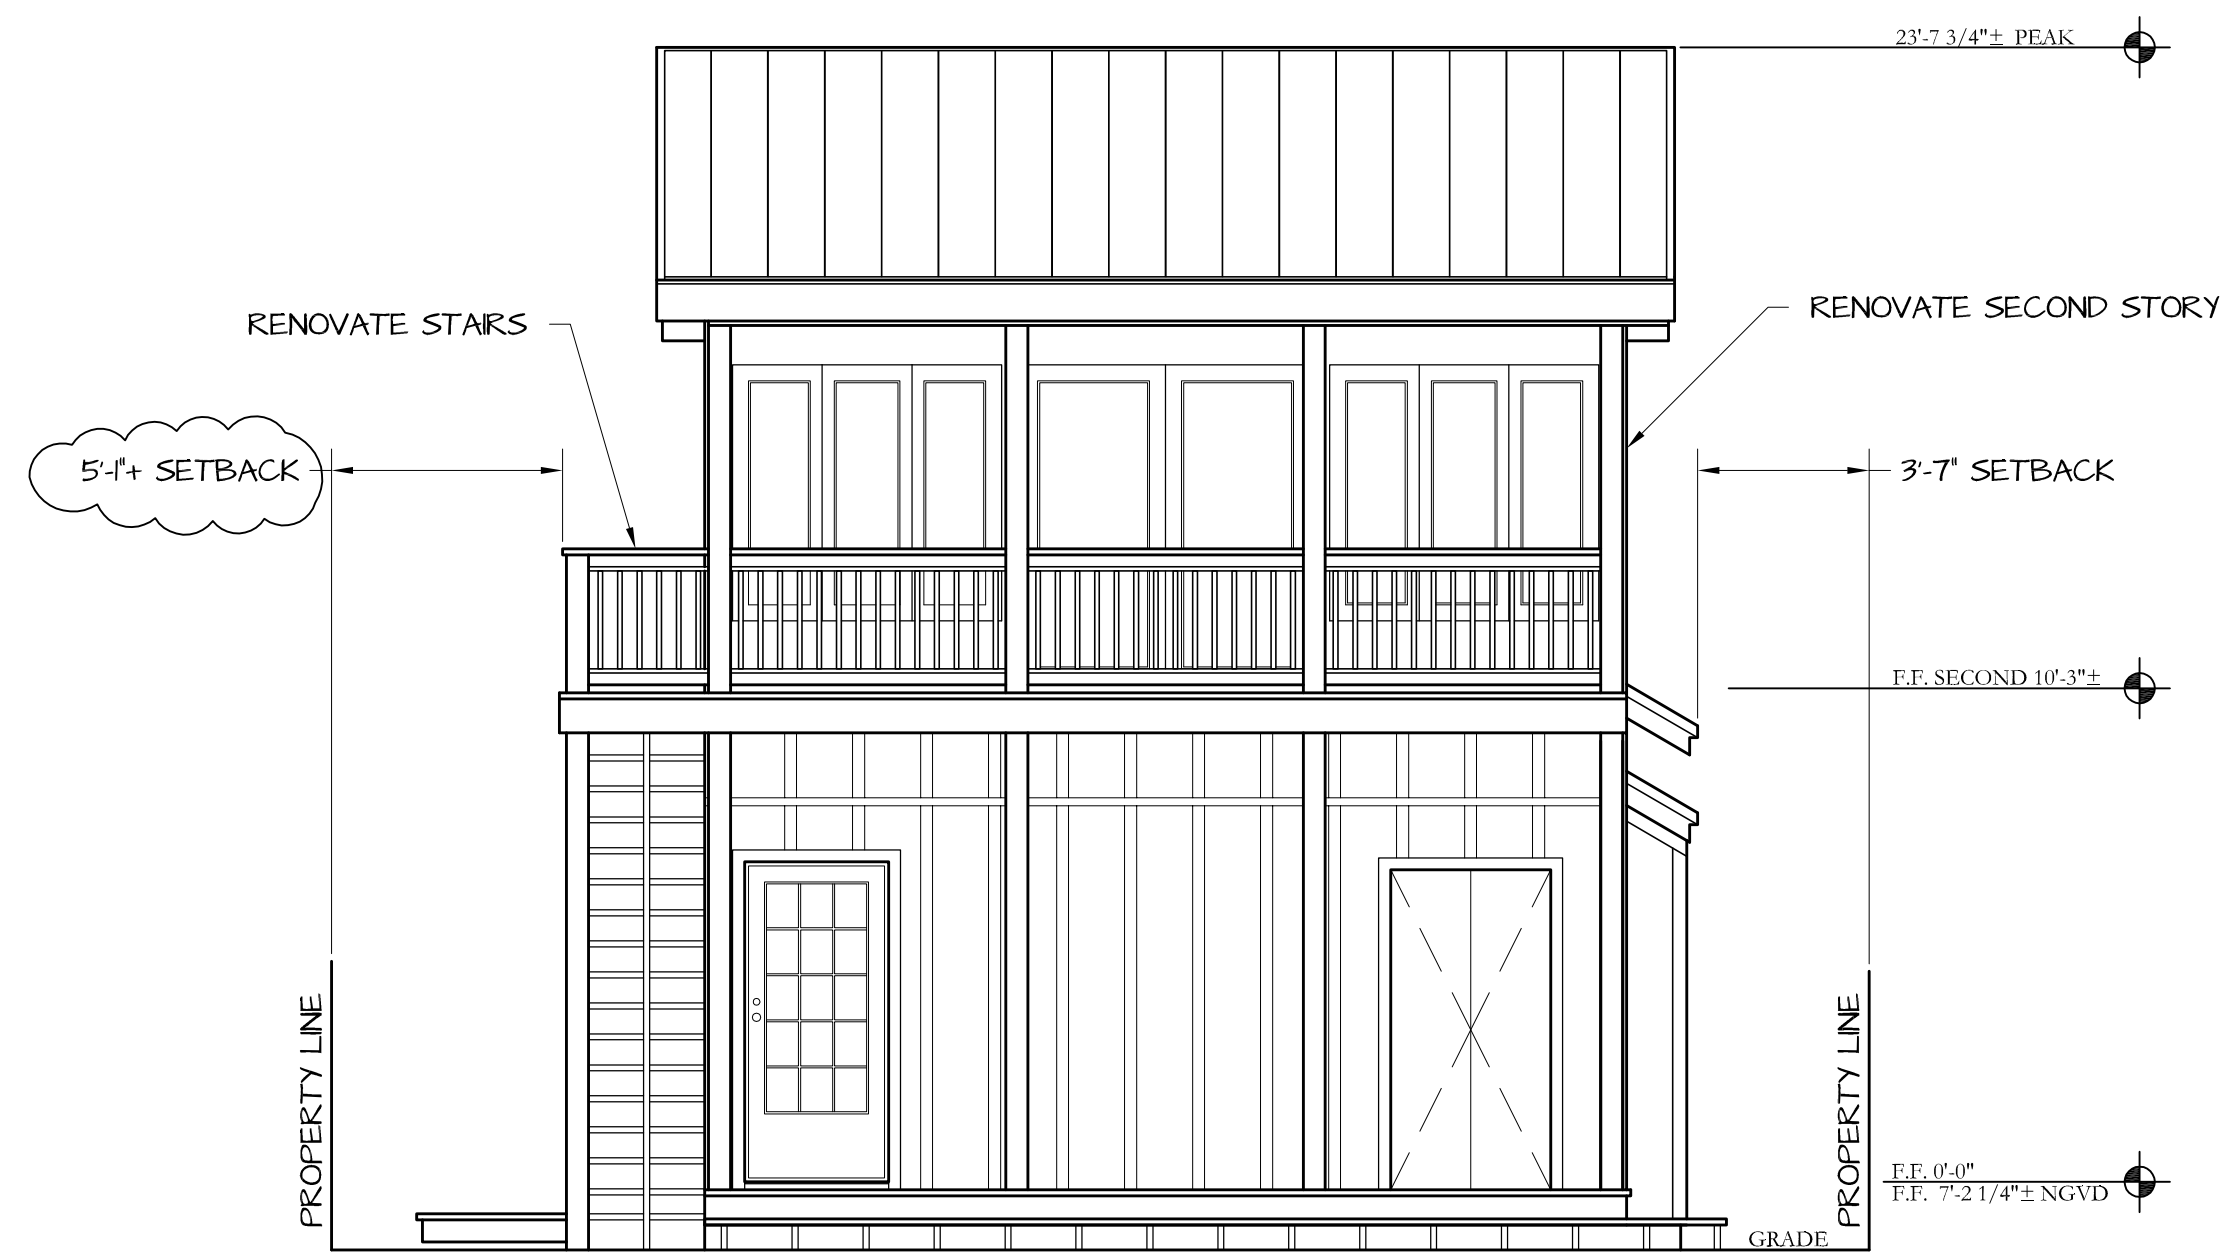 23'-7 3/4"± PEAK
RENOVATE STAIRS
RENOVATE SECOND STORY
5'-1"+ SETBACK
3'-7" SETBACK
F.F. SECOND 10'-3"±
PROPERTY LINE
PROPERTY LINE
F.F. 0'-0"
F.F. 7'-2 1/4"± NGVD
GRADE